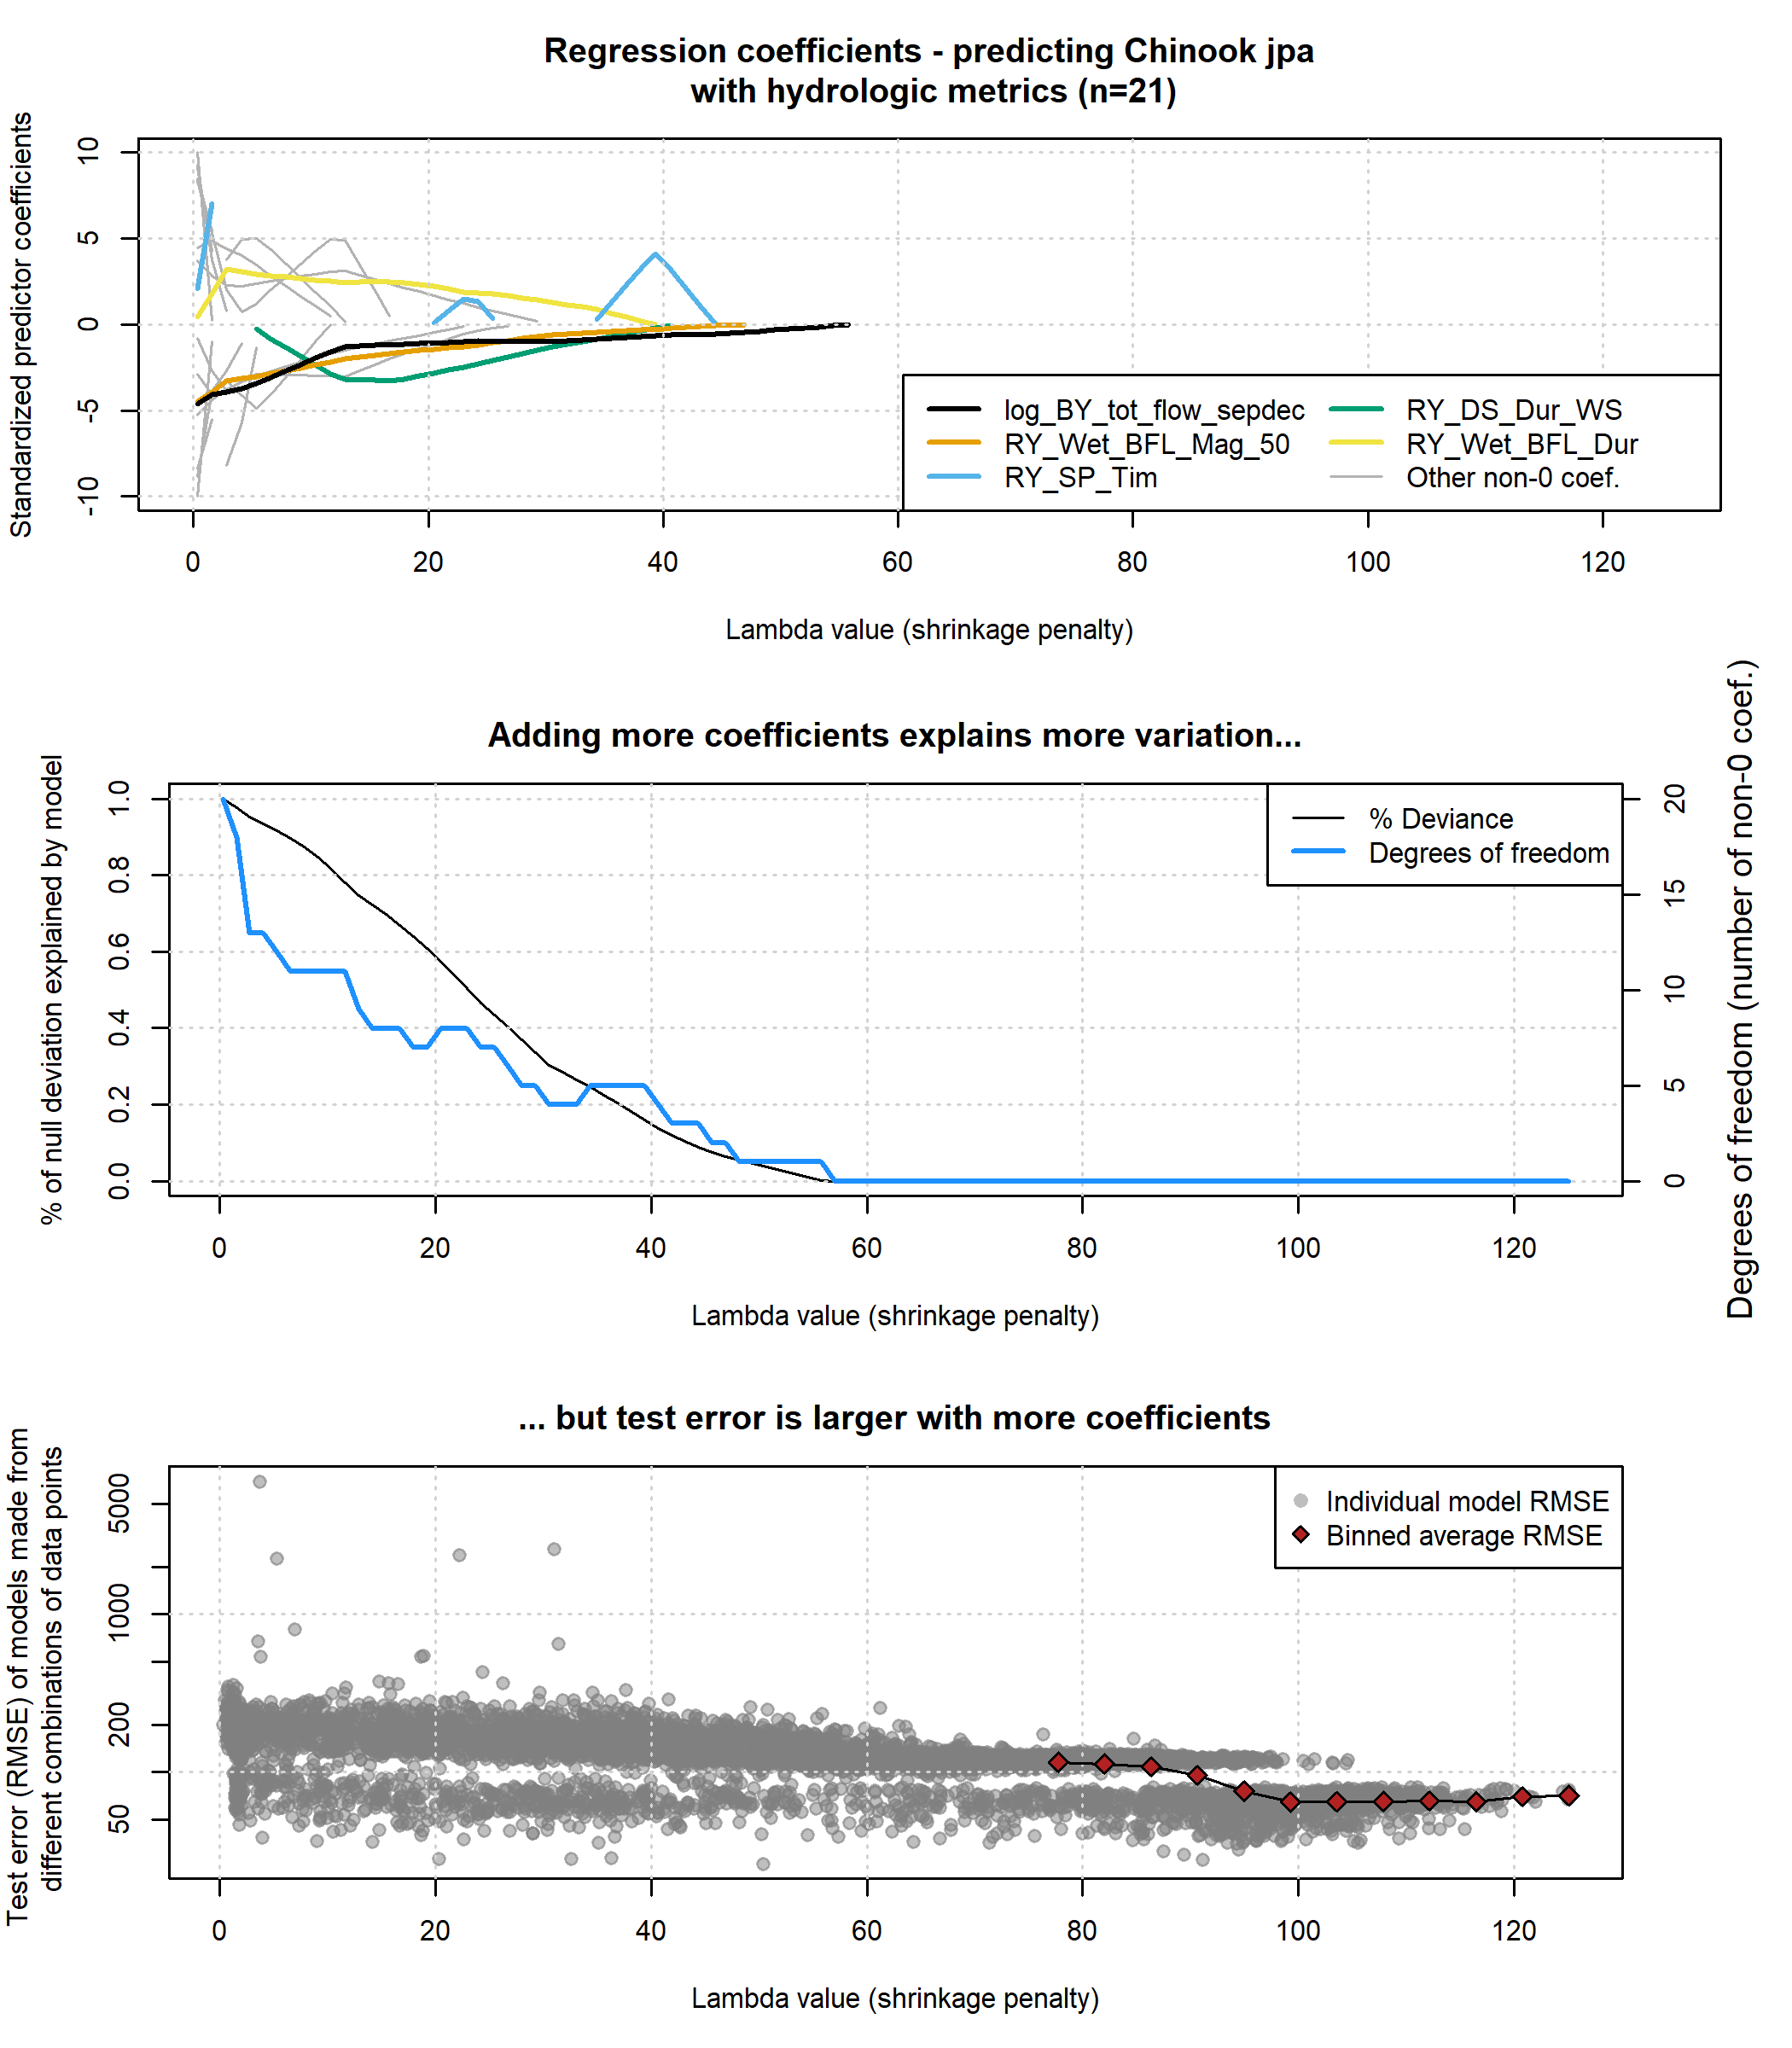 Regression coefficients - predicting Chinook jpa
with hydrologic metrics (n=21)
Standardized predictor coefficients
10
5
0
-5
-10
log_BY_tot_flow_sepdec
RY_Wet_BFL_Mag_50
RY_SP_Tim
RY_DS_Dur_WS
RY_Wet_BFL_Dur
Other non-0 coef.
0 20 40 60 80 100 120
Lambda value (shrinkage penalty)
Adding more coefficients explains more variation...
% of null deviation explained by model
1.0
0.8
0.6
0.4
0.2
0.0
% Deviance
Degrees of freedom
20
15
10
5
0
Degrees of freedom (number of non-0 coef.)
0 20 40 60 80 100 120
Lambda value (shrinkage penalty)
... but test error is larger with more coefficients
Test error (RMSE) of models made from
different combinations of data points
5000
1000
200
50
Individual model RMSE
Binned average RMSE
0 20 40 60 80 100 120
Lambda value (shrinkage penalty)